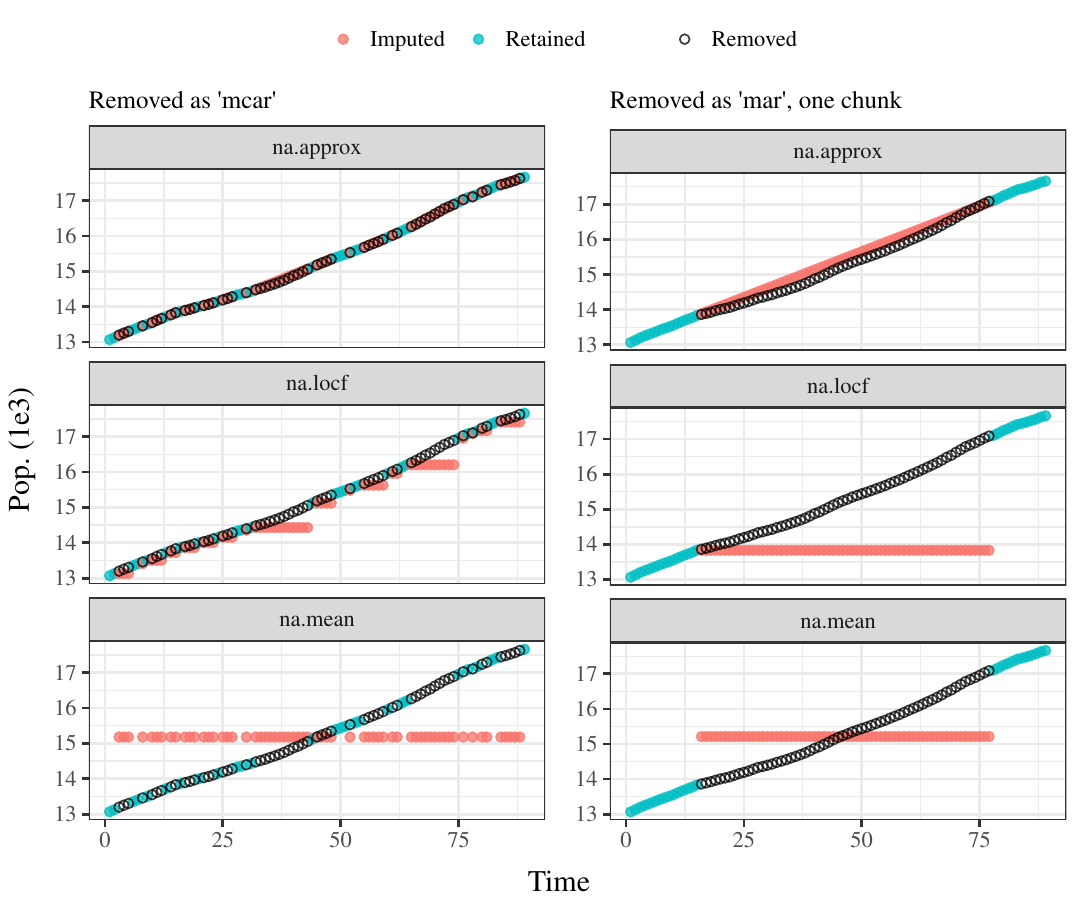 Imputed Retained Removed
Removed as 'mcar'
na.approx
17
16
15
14
13
na.locf
17
16
15
14
13
na.mean
17
16
15
14
13
0 25 50 75
Removed as 'mar', one chunk
na.approx
17
16
15
14
13
na.locf
17
16
15
14
13
na.mean
17
16
15
14
13
0 25 50 75
Pop. (1e3)
Time